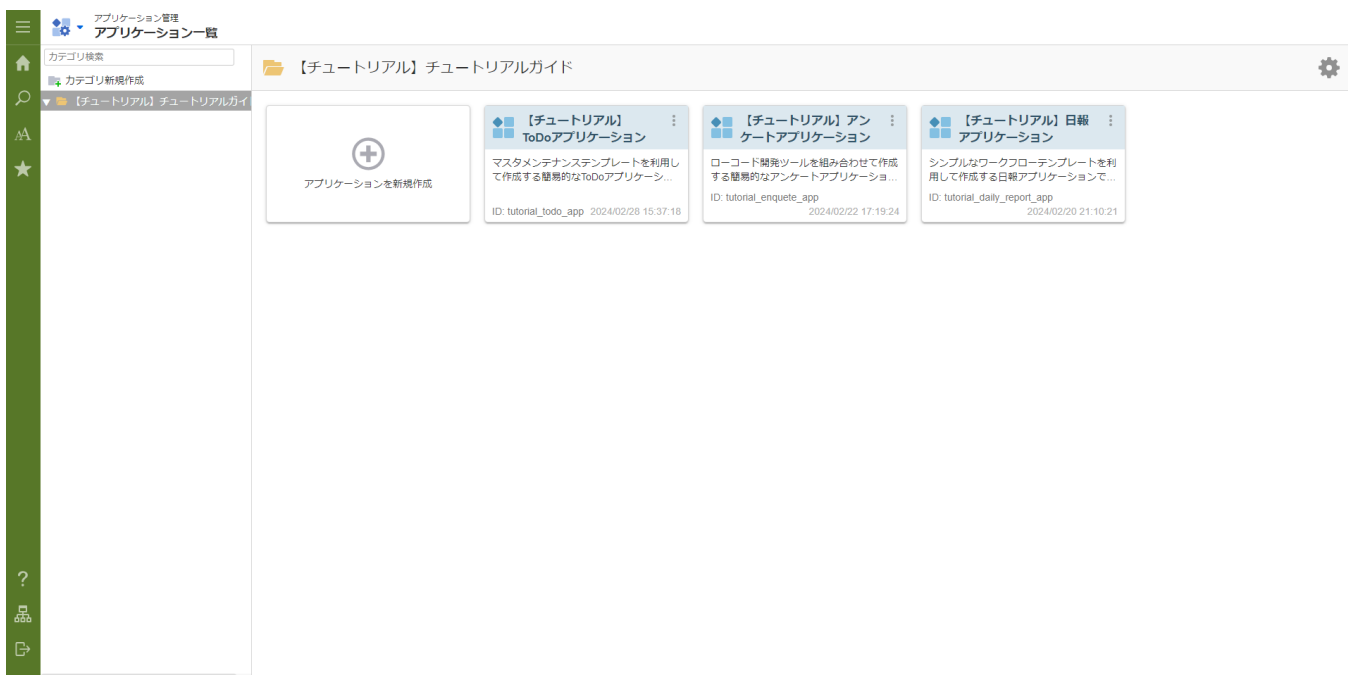 アプリケーション管理
アプリケーション一覧
カテゴリ検索
カテゴリ新規作成
【チュートリアル】チュートリアルガイ
【チュートリアル】チュートリアルガイド
アプリケーションを新規作成
【チュートリアル】
ToDoアプリケーション
マスタメンテナンステンプレートを利用し
て作成する簡易的なToDoアプリケーシ...
ID: tutorial_todo_app 2024/02/28 15:37:18
【チュートリアル】アン
ケートアプリケーション
ローコード開発ツールを組み合わせて作成
する簡易的なアンケートアプリケーショ...
ID: tutorial_enquete_app
2024/02/22 17:19:24
【チュートリアル】日報
アプリケーション
シンプルなワークフローテンプレートを利
用して作成する日報アプリケーションで...
ID: tutorial_daily_report_app
2024/02/20 21:10:21